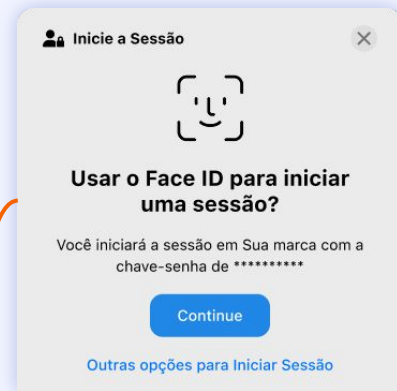 Inicie a Sessão
Usar o Face ID para iniciar
uma sessão?
Você iniciará a sessão em Sua marca com a
chave-senha de **********
Continue
Outras opções para Iniciar Sessão